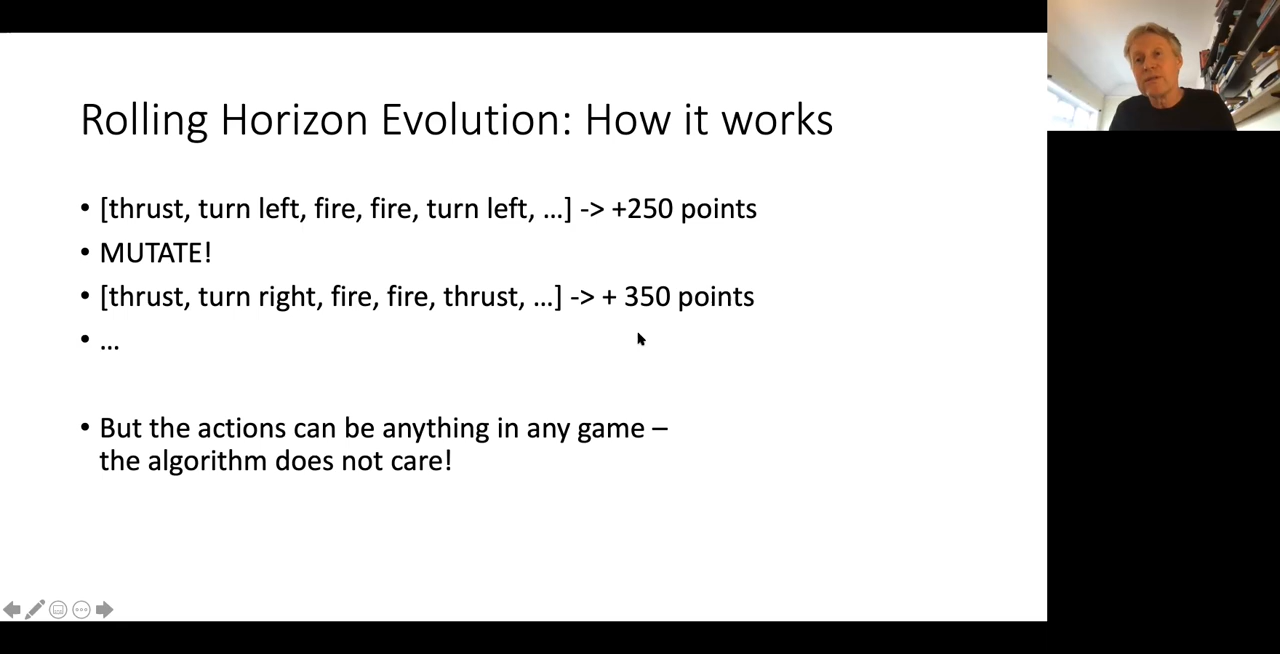 Rolling Horizon Evolution: How it works
• [thrust, turn left, fire, fire, turn left, …] -> +250 points
• MUTATE!
• [thrust, turn right, fire, fire, thrust, …] -> + 350 points
• …
• But the actions can be anything in any game –
the algorithm does not care!